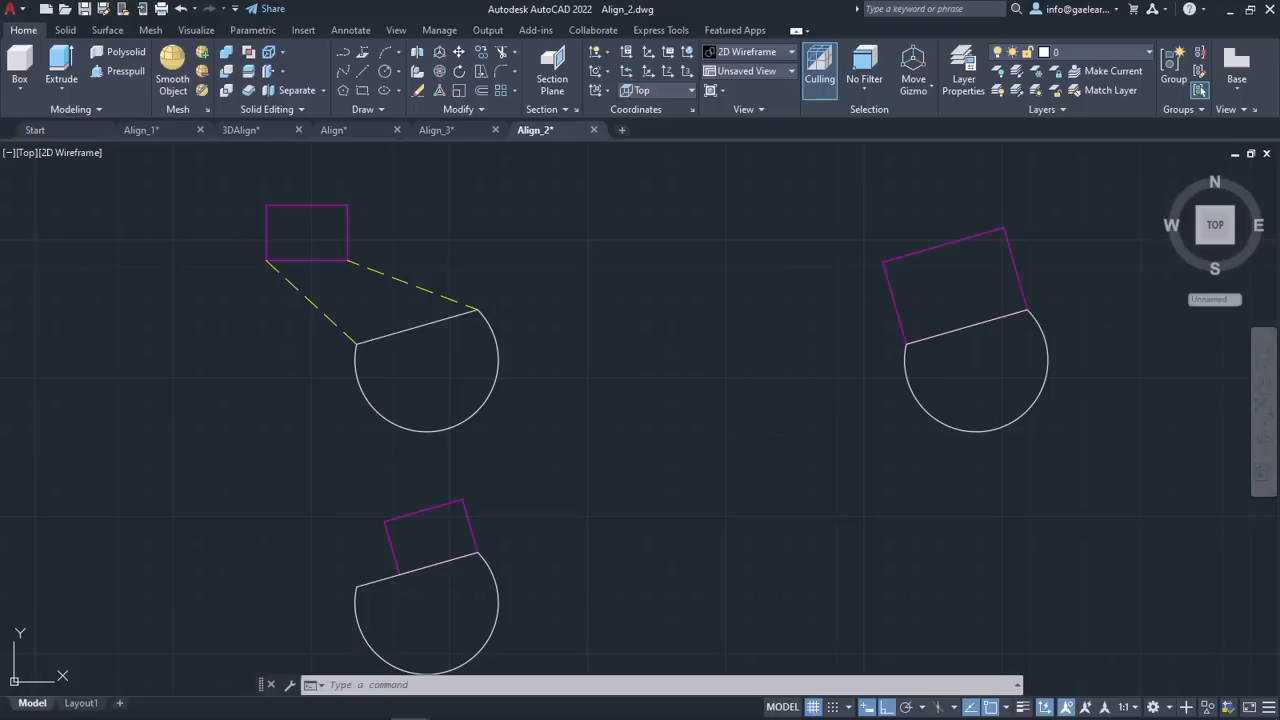 Share
Autodesk AutoCAD 2022 Align_2.dwg
Type a keyword or phrase
info@gaelear...
Home Solid Surface Mesh Visualize Parametric Insert Annotate View Manage Output Add-ins Collaborate Express Tools Featured Apps
Polysolid
Presspull
Box Extrude
Smooth
Object
Separate
Section
Plane
Top
2D Wireframe
Unsaved View
Culling No Filter Move
Gizmo
Layer
Properties
0
Make Current
Match Layer
Group
Base
Modeling Mesh Solid Editing Draw Modify Section Coordinates View Selection Layers Groups View
Start Align_1* 3DAlign* Align* Align_3* Align_2*
[−][Top][2D Wireframe]
N
W TOP E
S
Unnamed
Y
X
Type a command
Model Layout1
MODEL 1:1